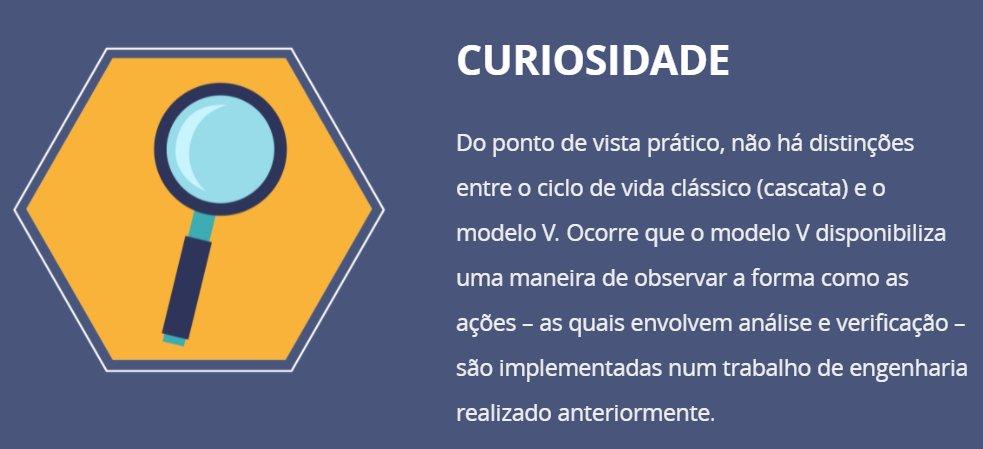 CURIOSIDADE
Do ponto de vista prático, não há distinções
entre o ciclo de vida clássico (cascata) e o
modelo V. Ocorre que o modelo V disponibiliza
uma maneira de observar a forma como as
ações – as quais envolvem análise e verificação –
são implementadas num trabalho de engenharia
realizado anteriormente.